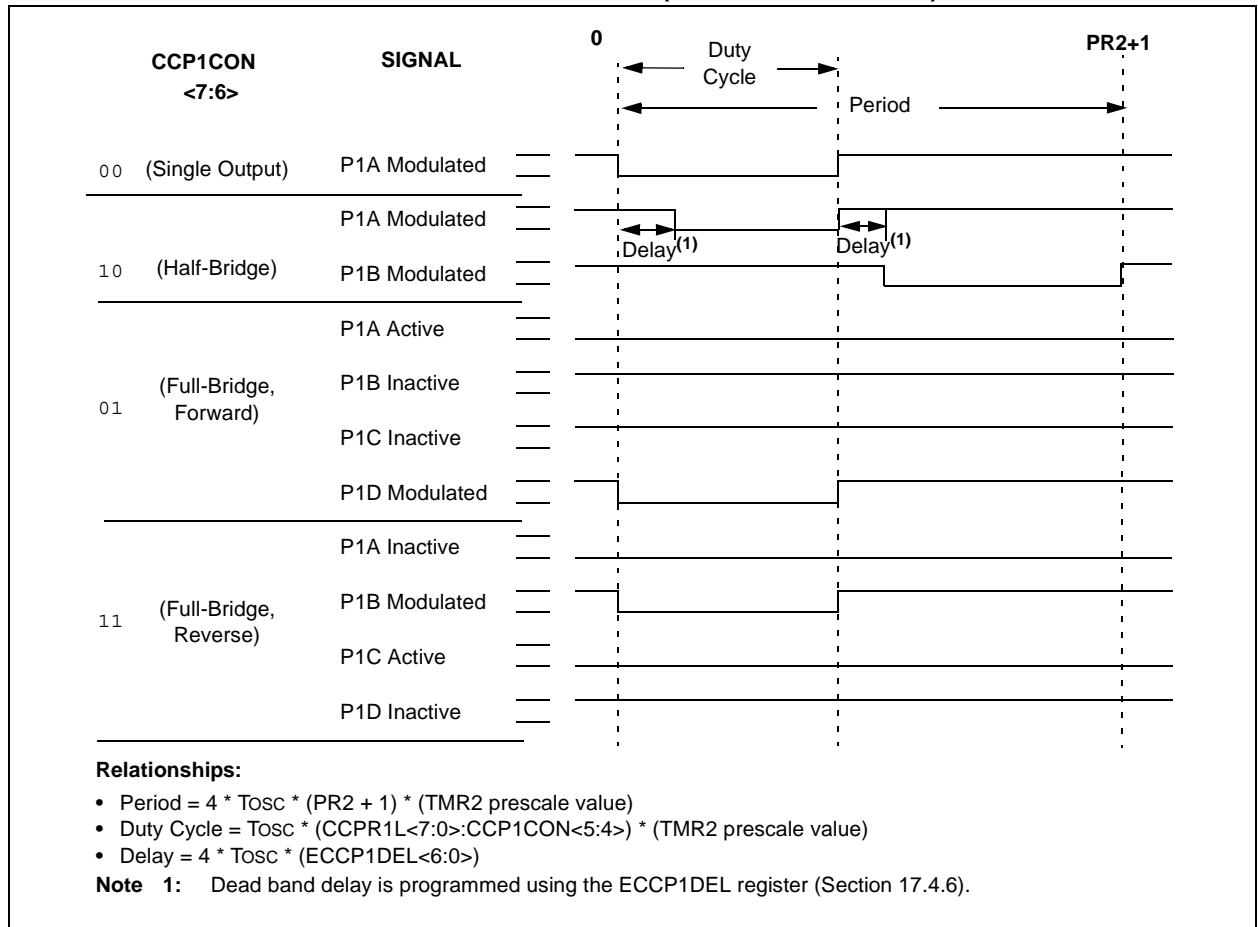 0
PR2+1
CCP1CON
<7:6>
SIGNAL
Duty
Cycle
Period
00 (Single Output) P1A Modulated
P1A Modulated
Delay(1) Delay(1)
10 (Half-Bridge) P1B Modulated
P1A Active
01 (Full-Bridge,
Forward)
P1B Inactive
P1C Inactive
P1D Modulated
P1A Inactive
11 (Full-Bridge,
Reverse)
P1B Modulated
P1C Active
P1D Inactive
Relationships:
• Period = 4 * TOSC * (PR2 + 1) * (TMR2 prescale value)
• Duty Cycle = TOSC * (CCPR1L<7:0>:CCP1CON<5:4>) * (TMR2 prescale value)
• Delay = 4 * TOSC * (ECCP1DEL<6:0>)
Note 1: Dead band delay is programmed using the ECCP1DEL register (Section 17.4.6).